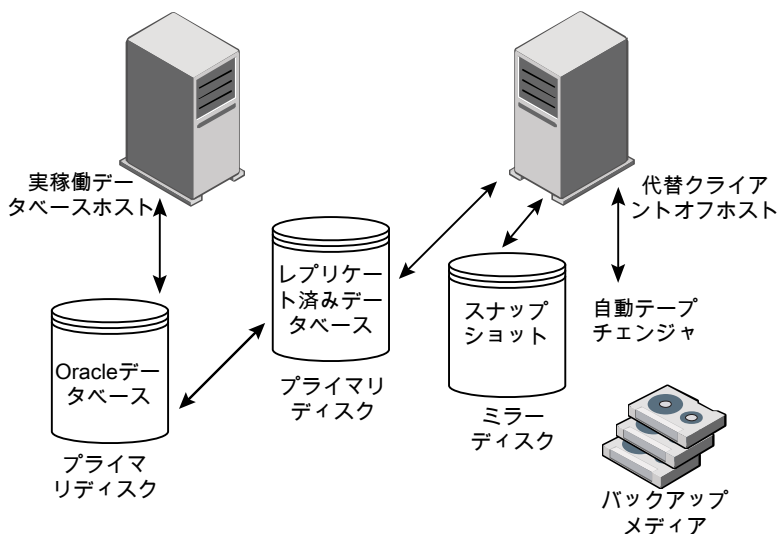 実稼働デー
タベースホスト
代替クライア
ントオフホスト
レプリケー
ト済みデー
タベース
スナップ
ショット
自動テープ
チェンジャ
Oracleデー
タベース
プライマリ
ディスク
ミラー
ディスク
プライマ
リディスク
バックアップ
メディア